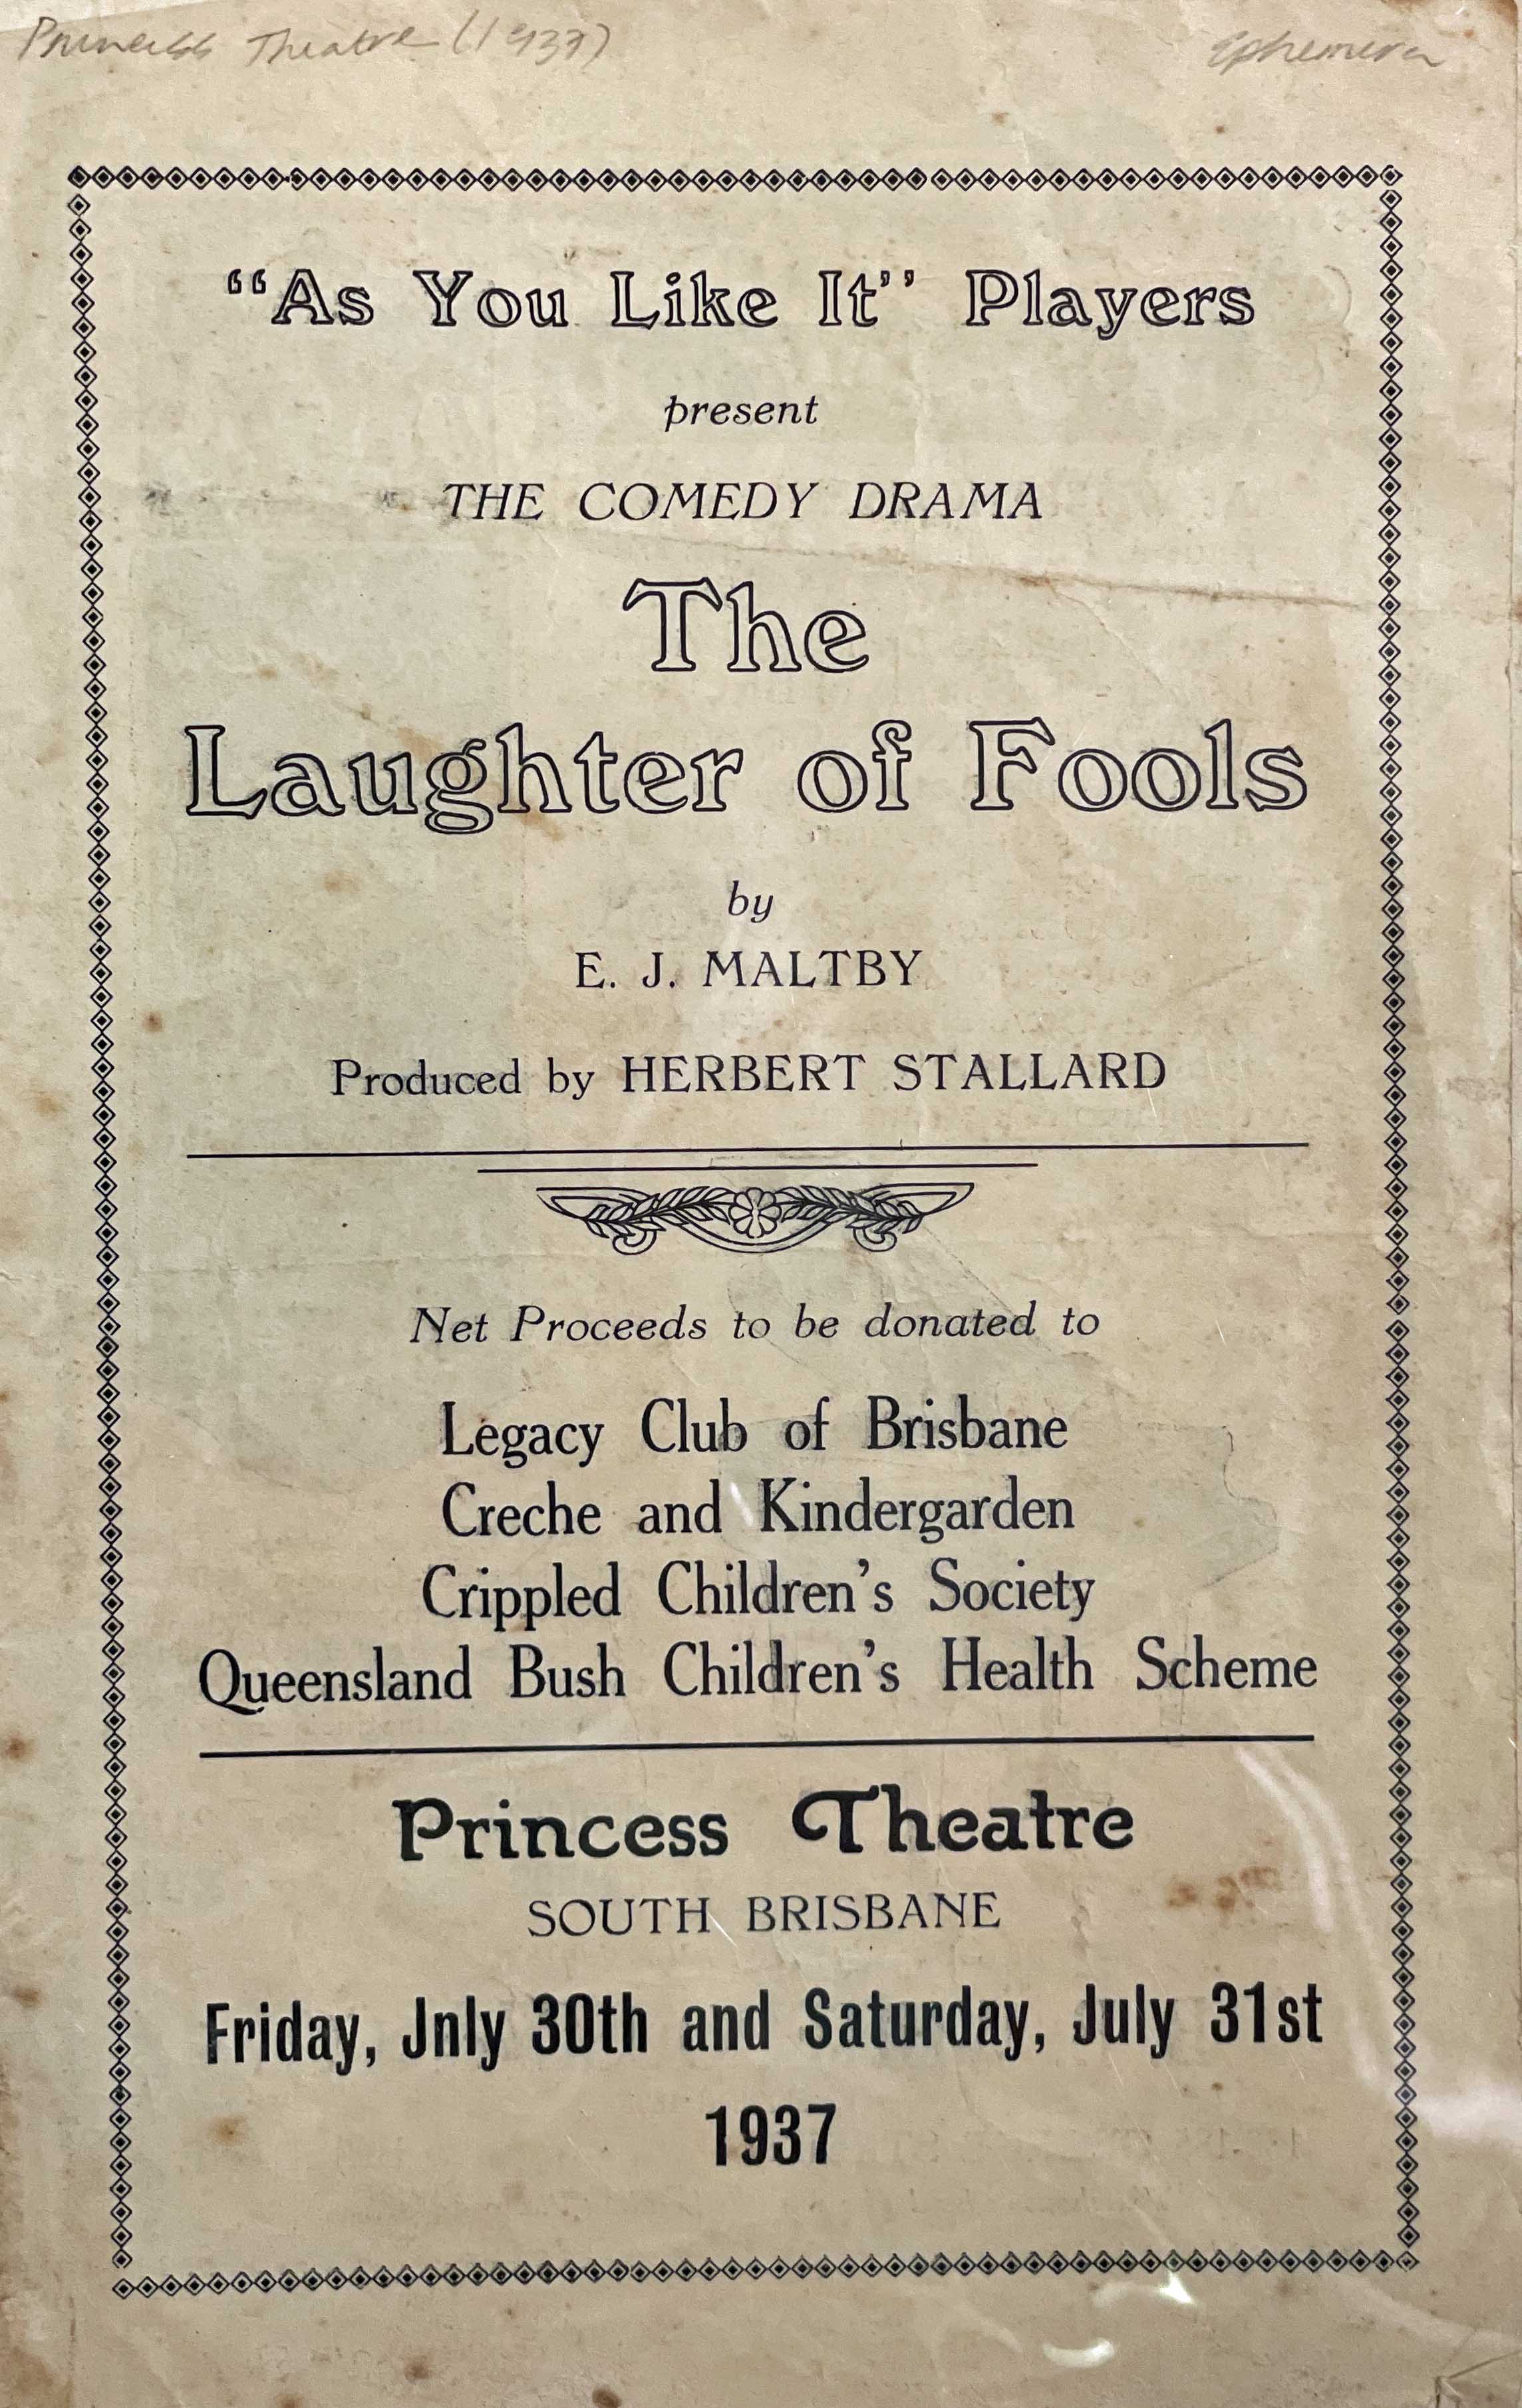 Princess Theatre (1937)
Ephemera
“As You Like It” Players
present
THE COMEDY DRAMA
The
Laughter of Fools
by
E. J. MALTBY
Produced by HERBERT STALLARD
Net Proceeds to be donated to
Legacy Club of Brisbane
Creche and Kindergarden
Crippled Children’s Society
Queensland Bush Children’s Health Scheme
Princess Theatre
SOUTH BRISBANE
Friday, Jnly 30th and Saturday, July 31st
1937